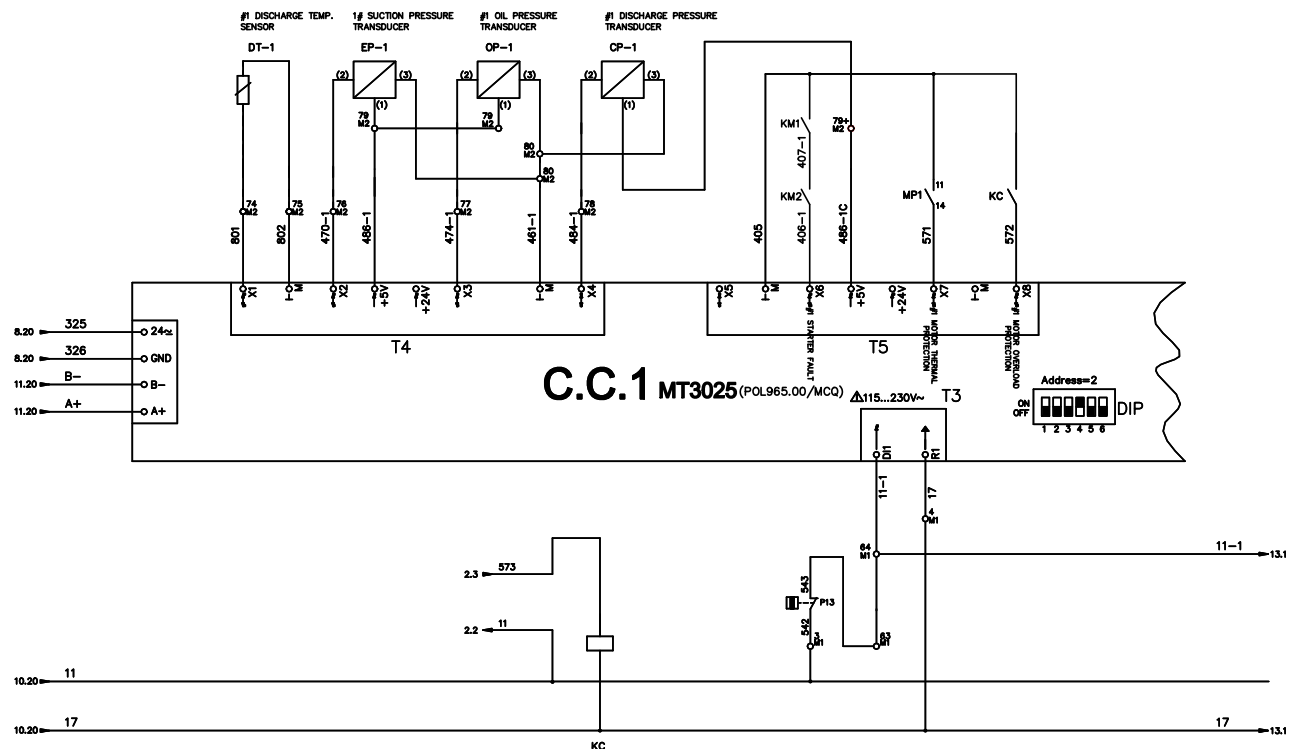 #1 DISCHARGE TEMP. SENSOR
1# SUCTION PRESSURE TRANSDUCER
#1 OIL PRESSURE TRANSDUCER
#1 DISCHARGE PRESSURE TRANSDUCER
DT-1
EP-1
OP-1
CP-1
(2) (3) (1)
(2) (3) (1)
(2) (3) (1)
79 M2
79 M2
80 M2
80 M2
KM1
407-1
79+ M2
74 M2
75 M2
76 M2
77 M2
78 M2
KM2
MP1
11
14
KC
801
802
470-1
486-1
474-1
461-1
484-1
405
406-1
486-1C
571
572
X1
M
X2
+5V
+24V
X3
M
X4
X5
M
X6
+5V
+24V
X7
M
X8
#1 STARTER FAULT
#1 MOTOR THERMAL PROTECTION
#1 MOTOR OVERLOAD PROTECTION
T4
T5
8.20 325 24≂
8.20 326 GND
11.20 B- B-
11.20 A+ A+
C.C.1 MT3025 (POL965.00/MCQ)
⚠115...230V~ T3
Address=2
ON
OFF
DIP
1 2 3 4 5 6
DI1
R1
11-1
17
4 M1
64 M1
11-1 13.1
2.3 573
543
P13
542
2.2 11
3 M1
63 M1
10.20 11
10.20 17
17 13.1
KC